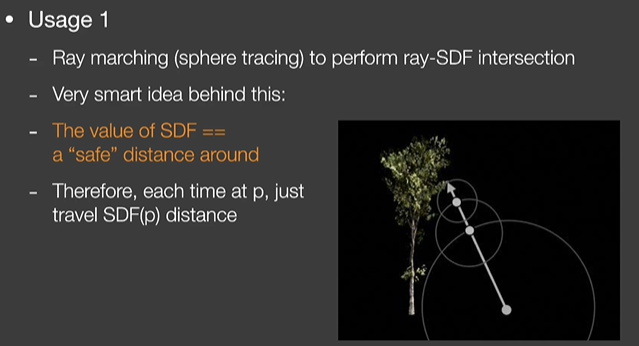 • Usage 1
- Ray marching (sphere tracing) to perform ray-SDF intersection
- Very smart idea behind this:
- The value of SDF ==
a “safe” distance around
- Therefore, each time at p, just
travel SDF(p) distance